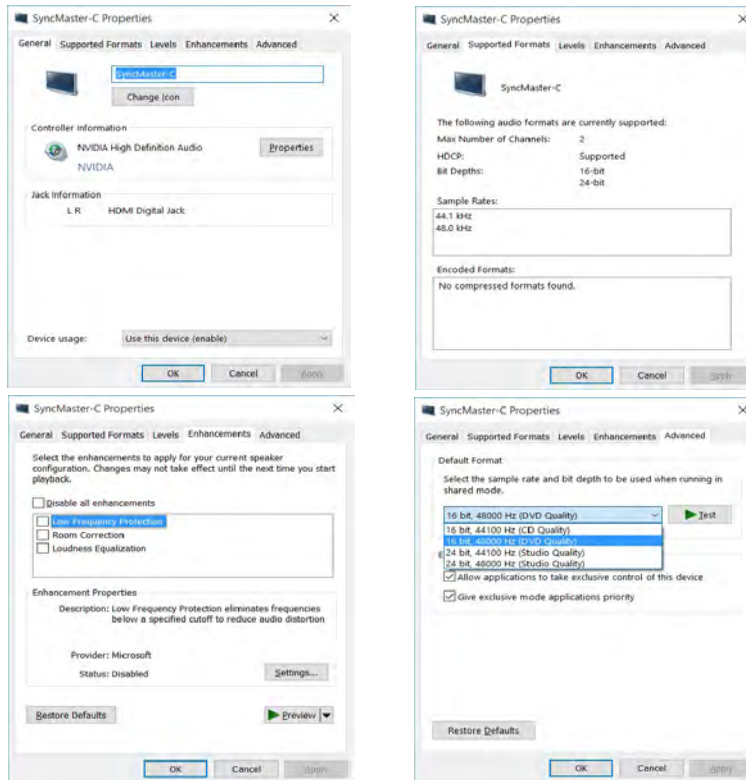 SyncMaster-C Properties
General Supported Formats Levels Enhancements Advanced
SyncMaster-C
Change Icon
Controller Information
NVIDIA High Definition Audio
Properties
NVIDIA
Jack Information
L R HDMI Digital Jack
Device usage: Use this device (enable)
OK Cancel Apply
SyncMaster-C Properties
General Supported Formats Levels Enhancements Advanced
SyncMaster-C
The following audio formats are currently supported:
Max Number of Channels: 2
HDCP: Supported
Bit Depths: 16-bit
24-bit
Sample Rates:
44.1 kHz
48.0 kHz
Encoded Formats:
No compressed formats found.
OK Cancel Apply
SyncMaster-C Properties
General Supported Formats Levels Enhancements Advanced
Select the enhancements to apply for your current speaker
configuration. Changes may not take effect until the next time you start
playback.
Disable all enhancements
Low Frequency Protection
Room Correction
Loudness Equalization
Enhancement Properties
Description: Low Frequency Protection eliminates frequencies
below a specified cutoff to reduce audio distortion
Provider: Microsoft
Status: Disabled
Settings...
Restore Defaults
Preview
OK Cancel Apply
SyncMaster-C Properties
General Supported Formats Levels Enhancements Advanced
Default Format
Select the sample rate and bit depth to be used when running in
shared mode.
16 bit, 48000 Hz (DVD Quality)
Test
16 bit, 44100 Hz (CD Quality)
16 bit, 48000 Hz (DVD Quality)
24 bit, 44100 Hz (Studio Quality)
24 bit, 48000 Hz (Studio Quality)
Allow applications to take exclusive control of this device
Give exclusive mode applications priority
Restore Defaults
OK Cancel Apply